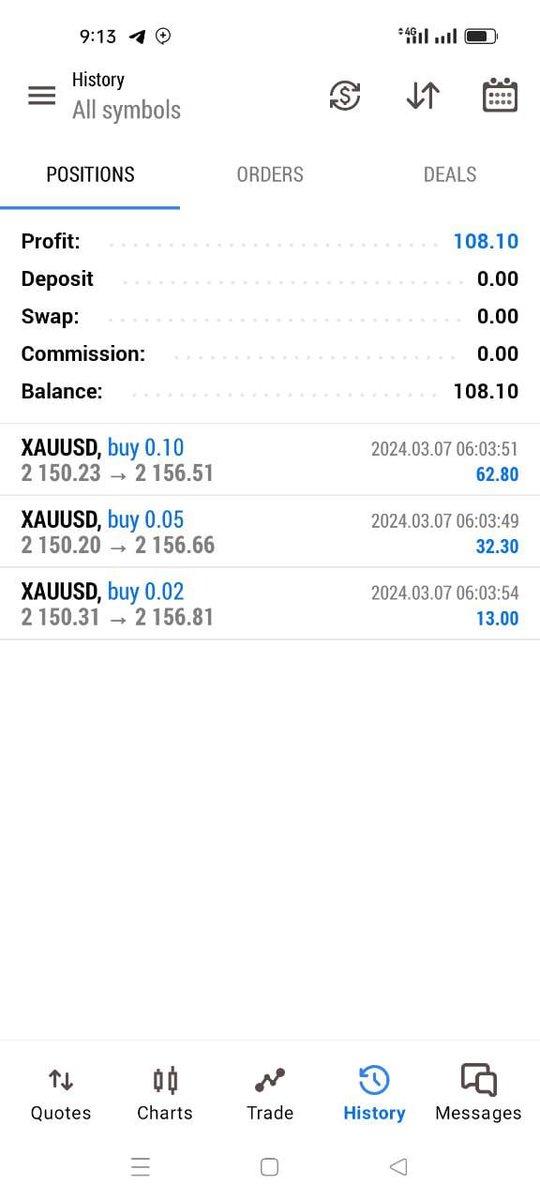 9:13
4G
History
All symbols
POSITIONS ORDERS DEALS
Profit: 108.10
Deposit 0.00
Swap: 0.00
Commission: 0.00
Balance: 108.10
XAUUSD, buy 0.10 2024.03.07 06:03:51
2 150.23 → 2 156.51 62.80
XAUUSD, buy 0.05 2024.03.07 06:03:49
2 150.20 → 2 156.66 32.30
XAUUSD, buy 0.02 2024.03.07 06:03:54
2 150.31 → 2 156.81 13.00
Quotes Charts Trade History Messages